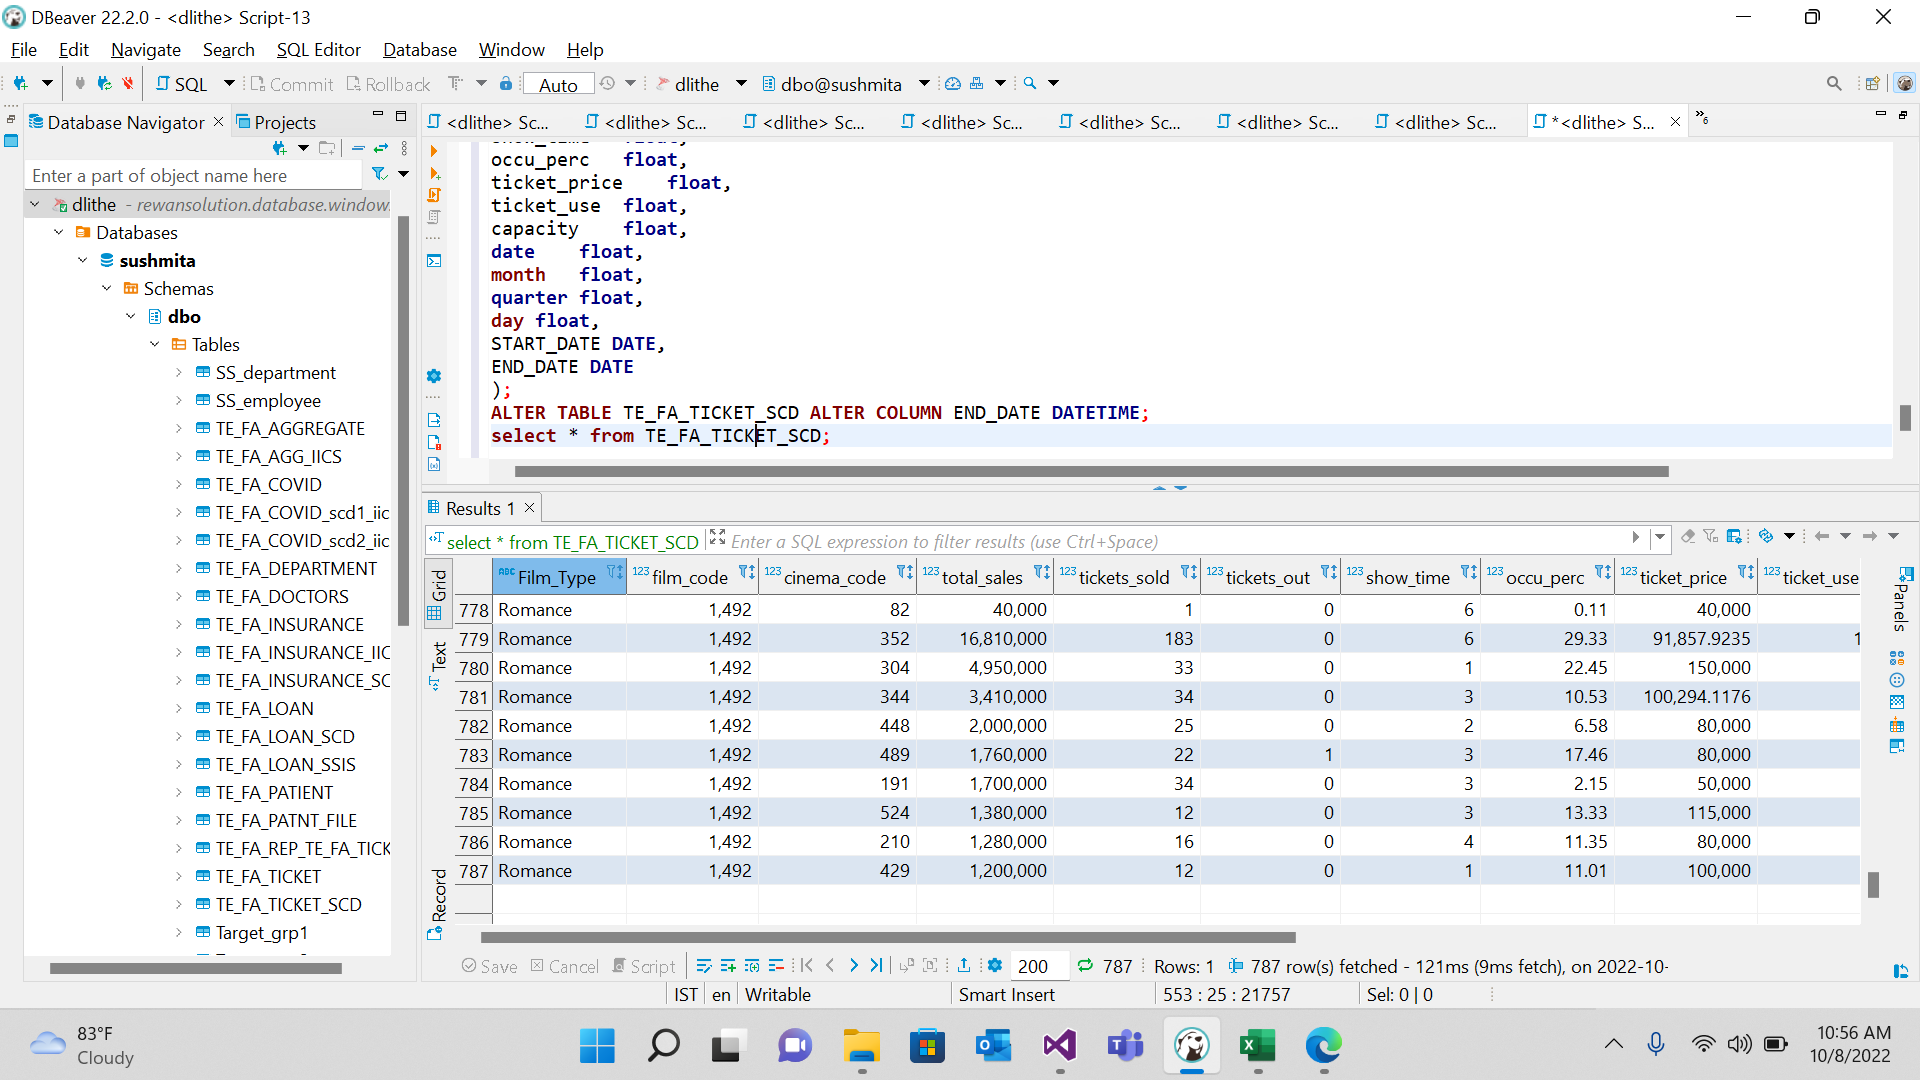 DBeaver 22.2.0 - <dlithe> Script-13
File Edit Navigate Search SQL Editor Database Window Help
SQL Commit Rollback Auto dlithe dbo@sushmita
Database Navigator Projects
<dlithe> Sc... <dlithe> Sc... <dlithe> Sc... <dlithe> Sc... <dlithe> Sc... <dlithe> Sc... <dlithe> Sc... *<dlithe> S... »6
Enter a part of object name here
dlithe - rewansolution.database.window.
Databases
sushmita
Schemas
dbo
Tables
SS_department
SS_employee
TE_FA_AGGREGATE
TE_FA_AGG_IICS
TE_FA_COVID
TE_FA_COVID_scd1_iic
TE_FA_COVID_scd2_iic
TE_FA_DEPARTMENT
TE_FA_DOCTORS
TE_FA_INSURANCE
TE_FA_INSURANCE_IIC
TE_FA_INSURANCE_SC
TE_FA_LOAN
TE_FA_LOAN_SCD
TE_FA_LOAN_SSIS
TE_FA_PATIENT
TE_FA_PATNT_FILE
TE_FA_REP_TE_FA_TICK
TE_FA_TICKET
TE_FA_TICKET_SCD
Target_grp1
occu_perc float,
ticket_price float,
ticket_use float,
capacity float,
date float,
month float,
quarter float,
day float,
START_DATE DATE,
END_DATE DATE
);
ALTER TABLE TE_FA_TICKET_SCD ALTER COLUMN END_DATE DATETIME;
select * from TE_FA_TICKET_SCD;
Results 1
select * from TE_FA_TICKET_SCD Enter a SQL expression to filter results (use Ctrl+Space)
Grid
Text
Record
Panels
ABC Film_Type 123 film_code 123 cinema_code 123 total_sales 123 tickets_sold 123 tickets_out 123 show_time 123 occu_perc 123 ticket_price 123 ticket_use
778 Romance 1,492 82 40,000 1 0 6 0.11 40,000
779 Romance 1,492 352 16,810,000 183 0 6 29.33 91,857.9235 1
780 Romance 1,492 304 4,950,000 33 0 1 22.45 150,000
781 Romance 1,492 344 3,410,000 34 0 3 10.53 100,294.1176
782 Romance 1,492 448 2,000,000 25 0 2 6.58 80,000
783 Romance 1,492 489 1,760,000 22 1 3 17.46 80,000
784 Romance 1,492 191 1,700,000 34 0 3 2.15 50,000
785 Romance 1,492 524 1,380,000 12 0 3 13.33 115,000
786 Romance 1,492 210 1,280,000 16 0 4 11.35 80,000
787 Romance 1,492 429 1,200,000 12 0 1 11.01 100,000
Save Cancel Script 200 787 Rows: 1 787 row(s) fetched - 121ms (9ms fetch), on 2022-10-
IST en Writable Smart Insert 553 : 25 : 21757 Sel: 0 | 0
83°F
Cloudy
10:56 AM
10/8/2022